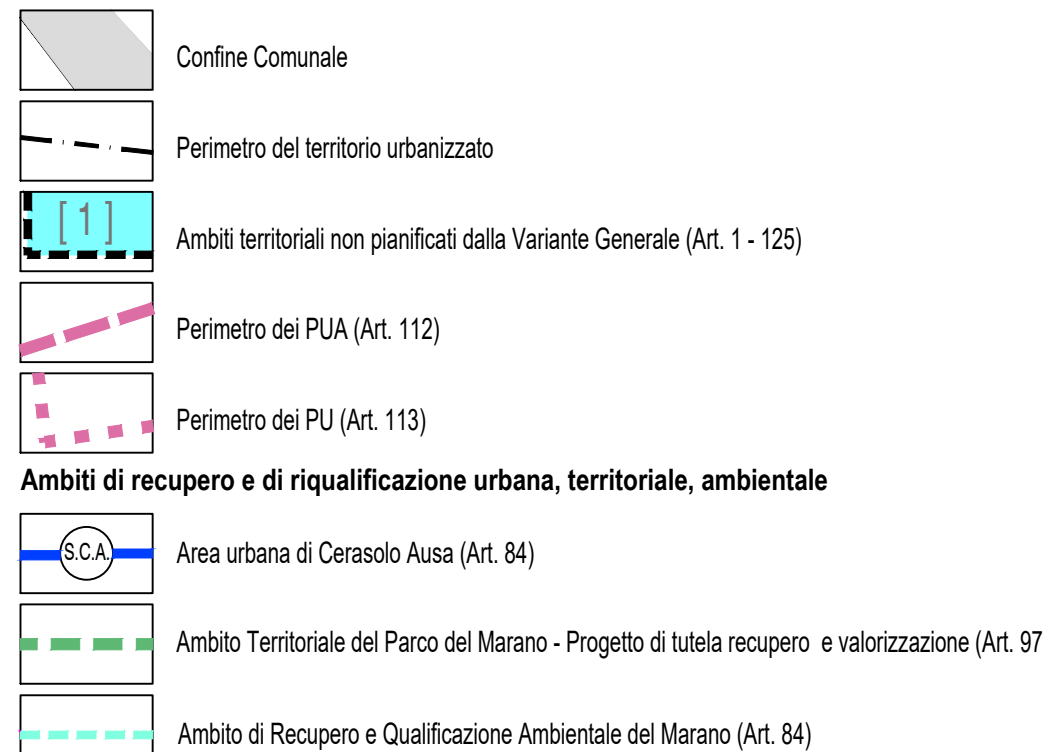 Confine Comunale
Perimetro del territorio urbanizzato
[ 1 ]
Ambiti territoriali non pianificati dalla Variante Generale (Art. 1 - 125)
Perimetro dei PUA (Art. 112)
Perimetro dei PU (Art. 113)
Ambiti di recupero e di riqualificazione urbana, territoriale, ambientale
S.C.A.
Area urbana di Cerasolo Ausa (Art. 84)
Ambito Territoriale del Parco del Marano - Progetto di tutela recupero e valorizzazione (Art. 97
Ambito di Recupero e Qualificazione Ambientale del Marano (Art. 84)